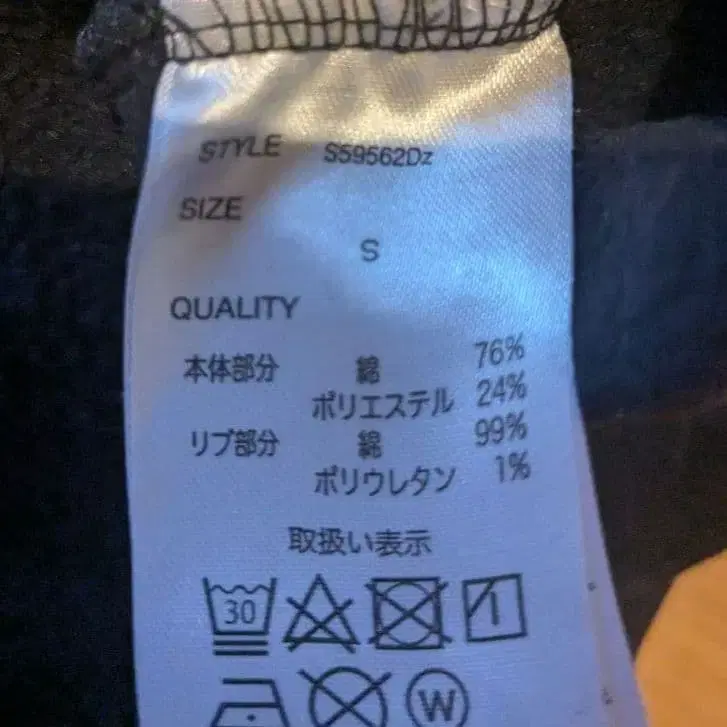 STYLE S59562Dz
SIZE
S
QUALITY
本体部分 綿 76%
ポリエステル 24%
リブ部分 綿 99%
ポリウレタン 1%
取扱い表示
30
W